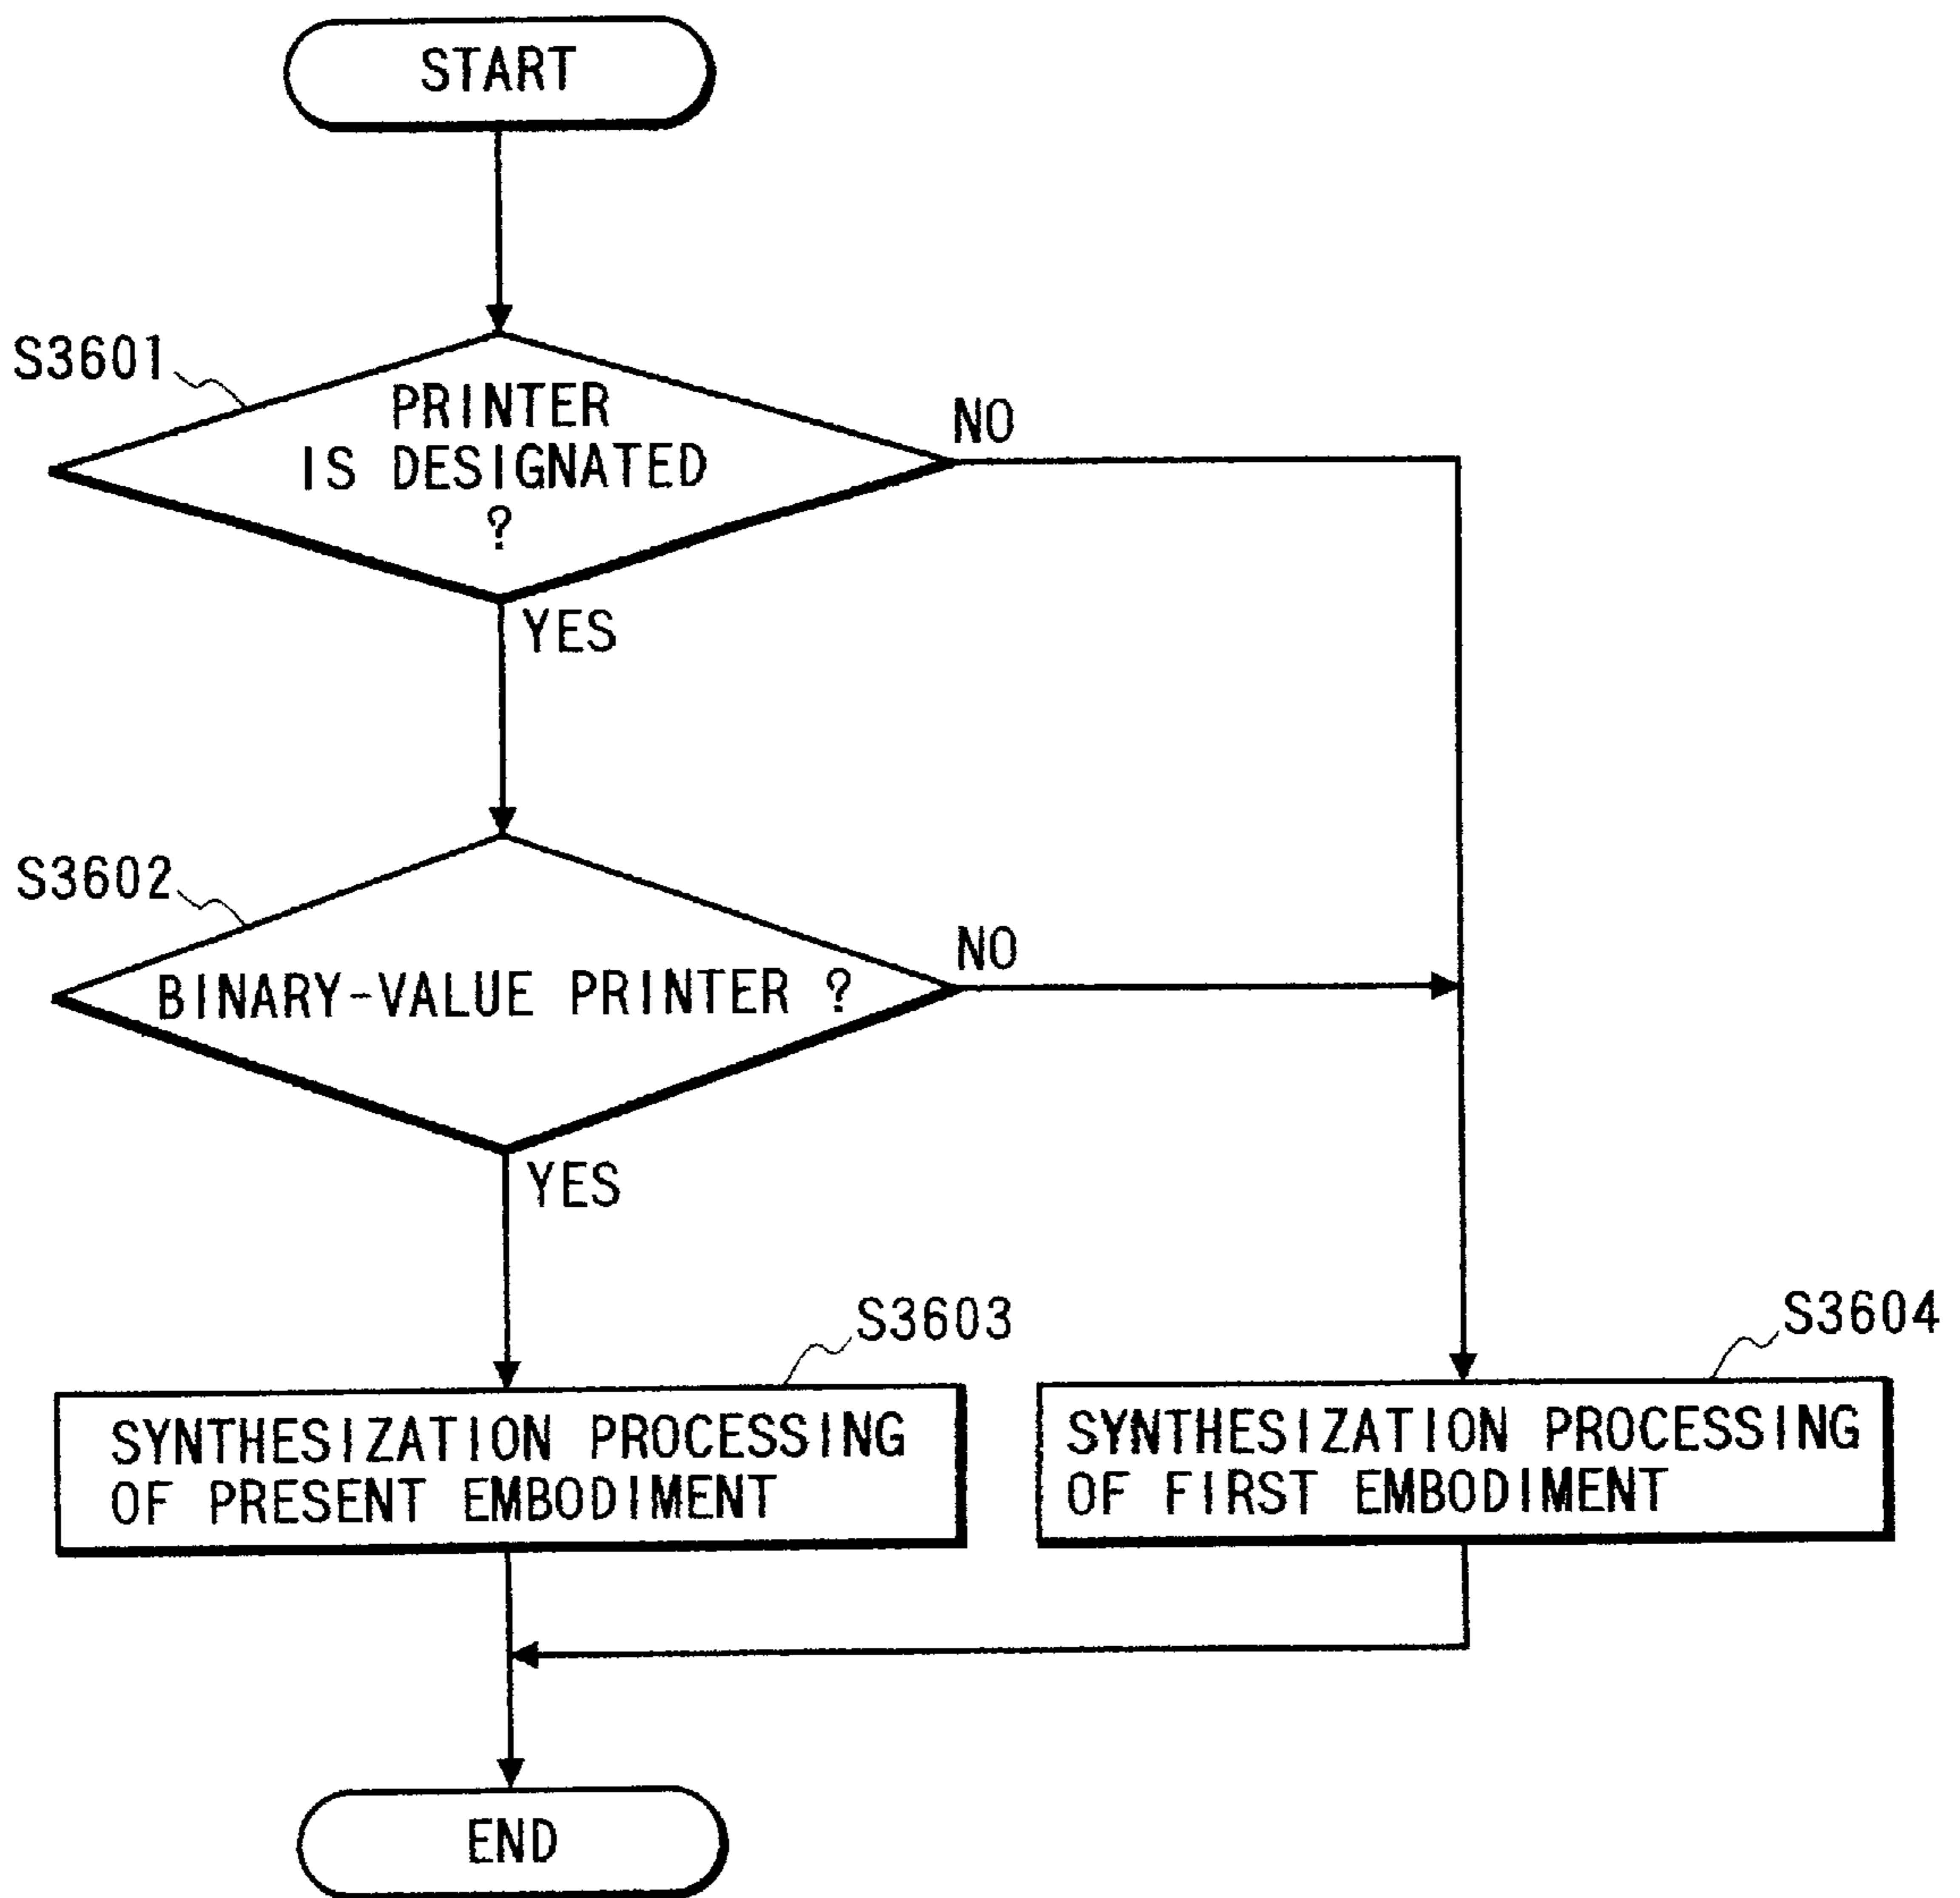 START
S3601
PRINTER
IS DESIGNATED
?
NO
YES
S3602
BINARY-VALUE PRINTER ?
NO
YES
S3603
SYNTHESIZATION PROCESSING
OF PRESENT EMBODIMENT
S3604
SYNTHESIZATION PROCESSING
OF FIRST EMBODIMENT
END